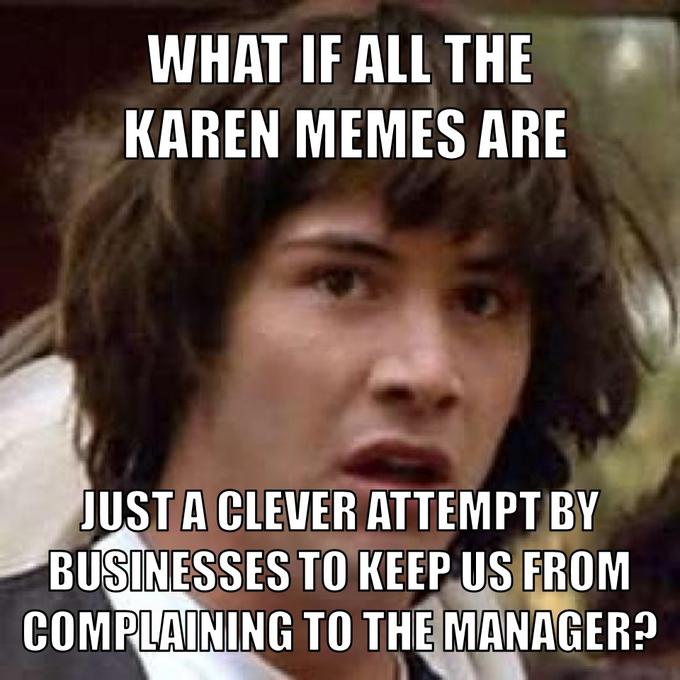 WHAT IF ALL THE
KAREN MEMES ARE
JUST A CLEVER ATTEMPT BY
BUSINESSES TO KEEP US FROM
COMPLAINING TO THE MANAGER?